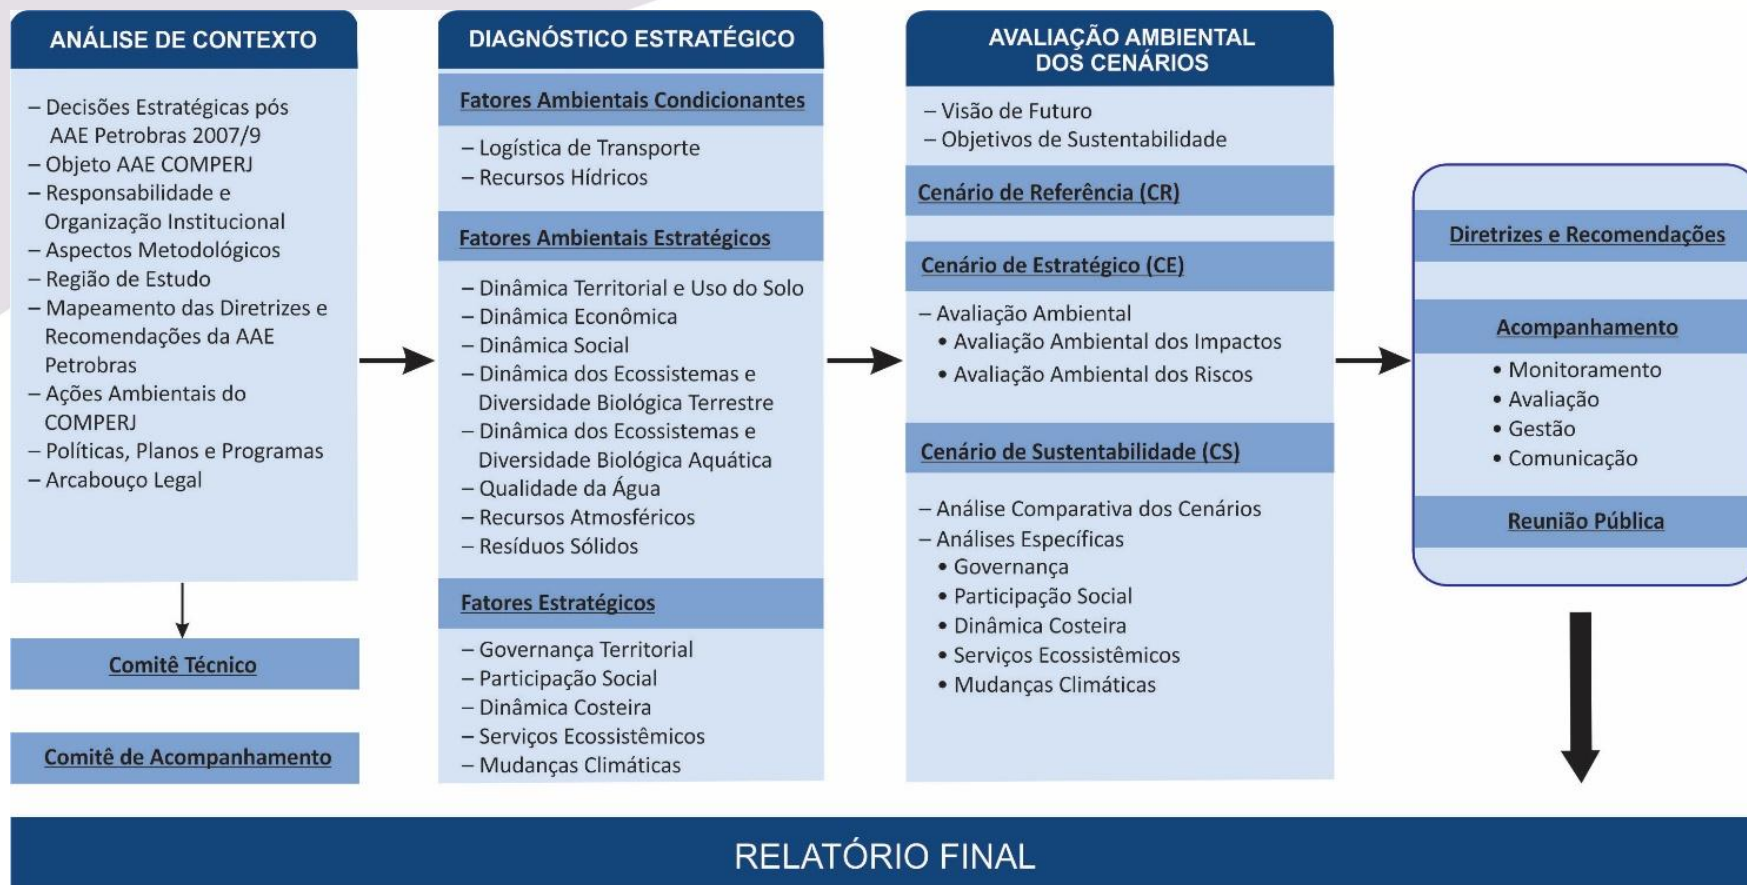 ANÁLISE DE CONTEXTO
– Decisões Estratégicas pós
AAE Petrobras 2007/9
– Objeto AAE COMPERJ
– Responsabilidade e
Organização Institucional
– Aspectos Metodológicos
– Região de Estudo
– Mapeamento das Diretrizes e
Recomendações da AAE
Petrobras
– Ações Ambientais do
COMPERJ
– Políticas, Planos e Programas
– Arcabouço Legal
Comitê Técnico
Comitê de Acompanhamento
DIAGNÓSTICO ESTRATÉGICO
Fatores Ambientais Condicionantes
– Logística de Transporte
– Recursos Hídricos
Fatores Ambientais Estratégicos
– Dinâmica Territorial e Uso do Solo
– Dinâmica Econômica
– Dinâmica Social
– Dinâmica dos Ecossistemas e
Diversidade Biológica Terrestre
– Dinâmica dos Ecossistemas e
Diversidade Biológica Aquática
– Qualidade da Água
– Recursos Atmosféricos
– Resíduos Sólidos
Fatores Estratégicos
– Governança Territorial
– Participação Social
– Dinâmica Costeira
– Serviços Ecossistêmicos
– Mudanças Climáticas
AVALIAÇÃO AMBIENTAL
DOS CENÁRIOS
– Visão de Futuro
– Objetivos de Sustentabilidade
Cenário de Referência (CR)
Cenário de Estratégico (CE)
– Avaliação Ambiental
• Avaliação Ambiental dos Impactos
• Avaliação Ambiental dos Riscos
Cenário de Sustentabilidade (CS)
– Análise Comparativa dos Cenários
– Análises Específicas
• Governança
• Participação Social
• Dinâmica Costeira
• Serviços Ecossistêmicos
• Mudanças Climáticas
Diretrizes e Recomendações
Acompanhamento
• Monitoramento
• Avaliação
• Gestão
• Comunicação
Reunião Pública
RELATÓRIO FINAL